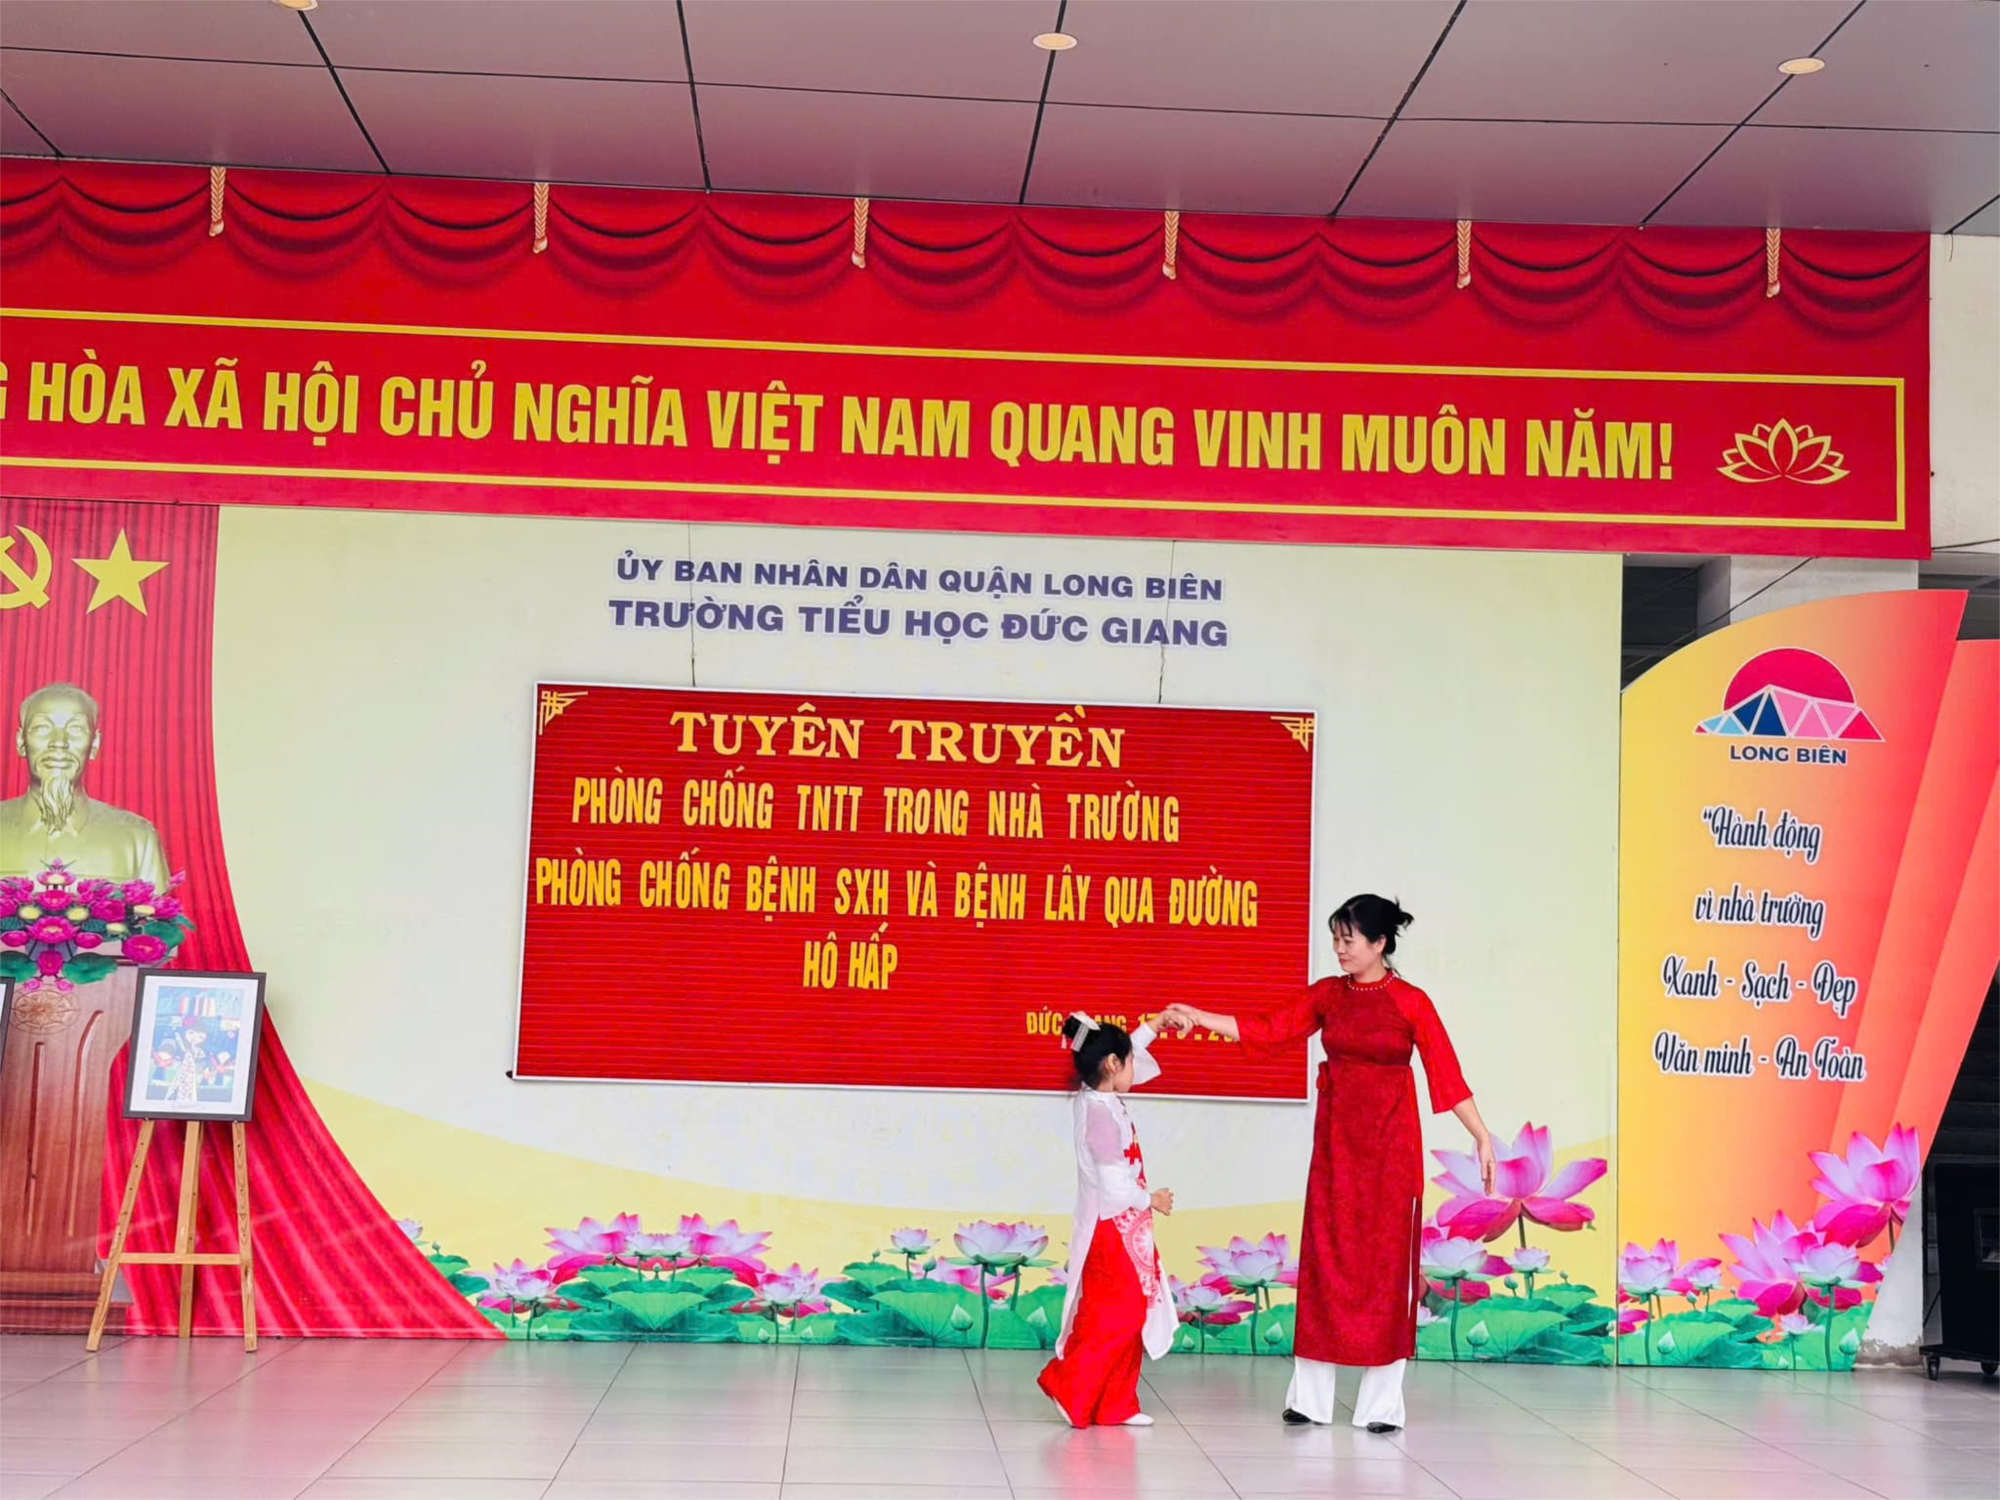 HÒA XÃ HỘI CHỦ NGHĨA VIỆT NAM QUANG VINH MUÔN NĂM!
ỦY BAN NHÂN DÂN QUẬN LONG BIÊN
TRƯỜNG TIỂU HỌC ĐỨC GIANG
TUYÊN TRUYỀN
PHÒNG CHỐNG TNTT TRONG NHÀ TRƯỜNG
PHÒNG CHỐNG BỆNH SXH VÀ BỆNH LÂY QUA ĐƯỜNG
HÔ HẤP
LONG BIÊN
"Hành động
vì nhà trường
Xanh - Sạch - Đẹp
Văn minh - An Toàn